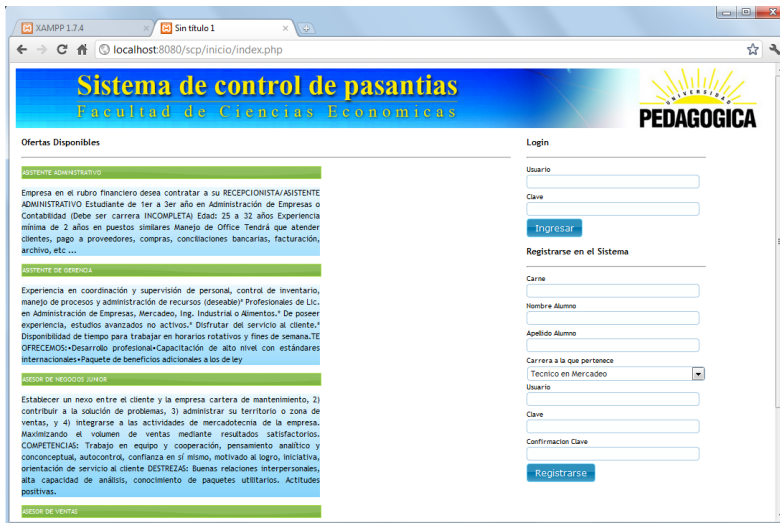 XAMPP 1.7.4
Sin título 1
localhost:8080/scp/inicio/index.php
Sistema de control de pasantias
Facultad de Ciencias Economicas
UNIVERSIDAD
PEDAGOGICA
Ofertas Disponibles
ASISTENTE ADMINISTRATIVO
Empresa en el rubro financiero desea contratar a su RECEPCIONISTA/ASISTENTE
ADMINISTRATIVO Estudiante de 1er a 3er año en Administración de Empresas o
Contabilidad (Debe ser carrera INCOMPLETA) Edad: 25 a 32 años Experiencia
mínima de 2 años en puestos similares Manejo de Office Tendrá que atender
clientes, pago a proveedores, compras, conciliaciones bancarias, facturación,
archivo, etc ...
ASISTENTE DE GERENCIA
Experiencia en coordinación y supervisión de personal, control de inventario,
manejo de procesos y administración de recursos (deseable)* Profesionales de Lic.
en Administración de Empresas, Mercadeo, Ing. Industrial o Alimentos.* De poseer
experiencia, estudios avanzados no activos.* Disfrutar del servicio al cliente.*
Disponibilidad de tiempo para trabajar en horarios rotativos y fines de semana.TE
OFRECEMOS:•Desarrollo profesional•Capacitación de alto nivel con estándares
internacionales•Paquete de beneficios adicionales a los de ley
ASESOR DE NEGOCIOS JUNIOR
Establecer un nexo entre el cliente y la empresa cartera de mantenimiento, 2)
contribuir a la solución de problemas, 3) administrar su territorio o zona de
ventas, y 4) integrarse a las actividades de mercadotecnia de la empresa.
Maximizando el volumen de ventas mediante resultados satisfactorios.
COMPETENCIAS: Trabajo en equipo y cooperación, pensamiento analítico y
conconceptual, autocontrol, confianza en sí mismo, motivado al logro, iniciativa,
orientación de servicio al cliente DESTREZAS: Buenas relaciones interpersonales,
alta capacidad de análisis, conocimiento de paquetes utilitarios. Actitudes
positivas.
ASESOR DE VENTAS
Login
Usuario
Clave
Ingresar
Registrarse en el Sistema
Carne
Nombre Alumno
Apellido Alumno
Carrera a la que pertenece
Tecnico en Mercadeo
Usuario
Clave
Confirmacion Clave
Registrarse